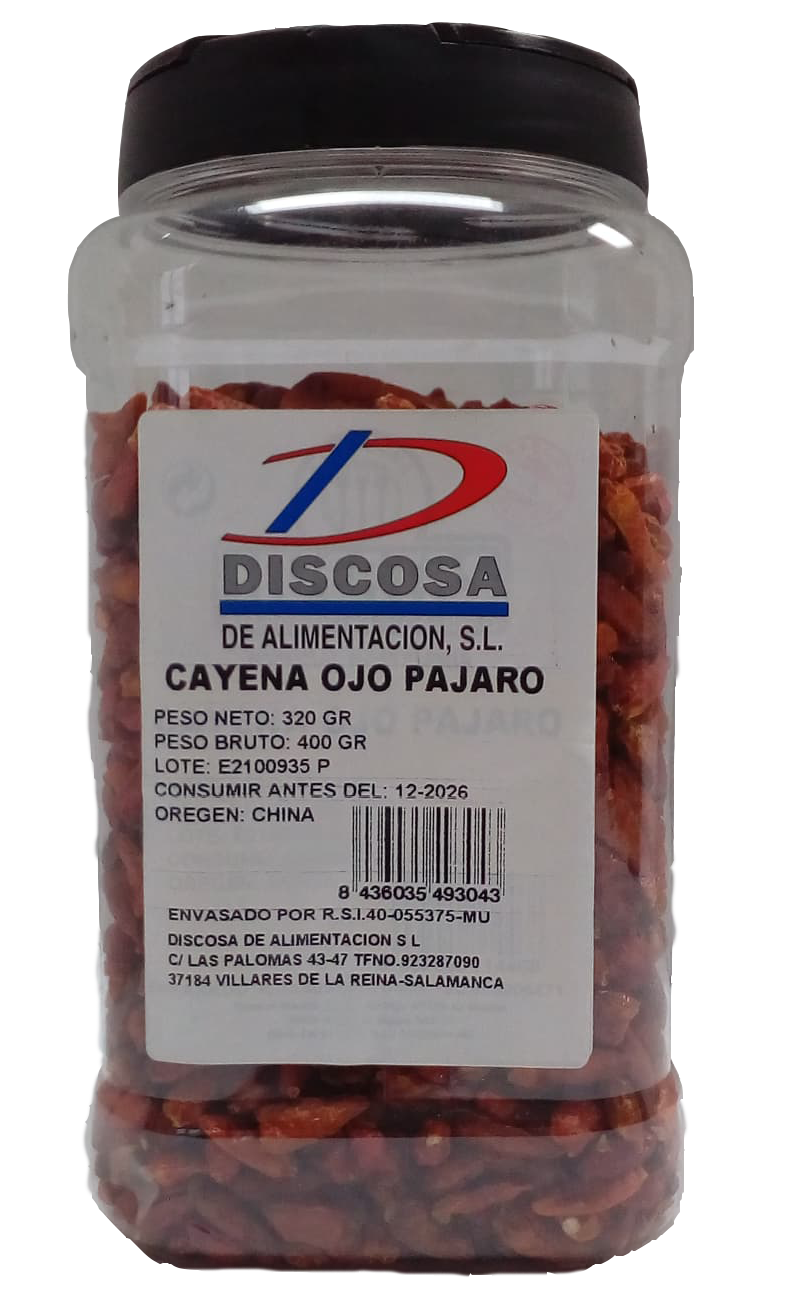 DISCOSA
DE ALIMENTACION, S.L.
CAYENA OJO PAJARO
PESO NETO: 320 GR
PESO BRUTO: 400 GR
LOTE: E2100935 P
CONSUMIR ANTES DEL: 12-2026
OREGEN: CHINA
8 436035 493043
ENVASADO POR R.S.I.40-055375-MU
DISCOSA DE ALIMENTACION S L
C/ LAS PALOMAS 43-47 TFNO.923287090
37184 VILLARES DE LA REINA-SALAMANCA